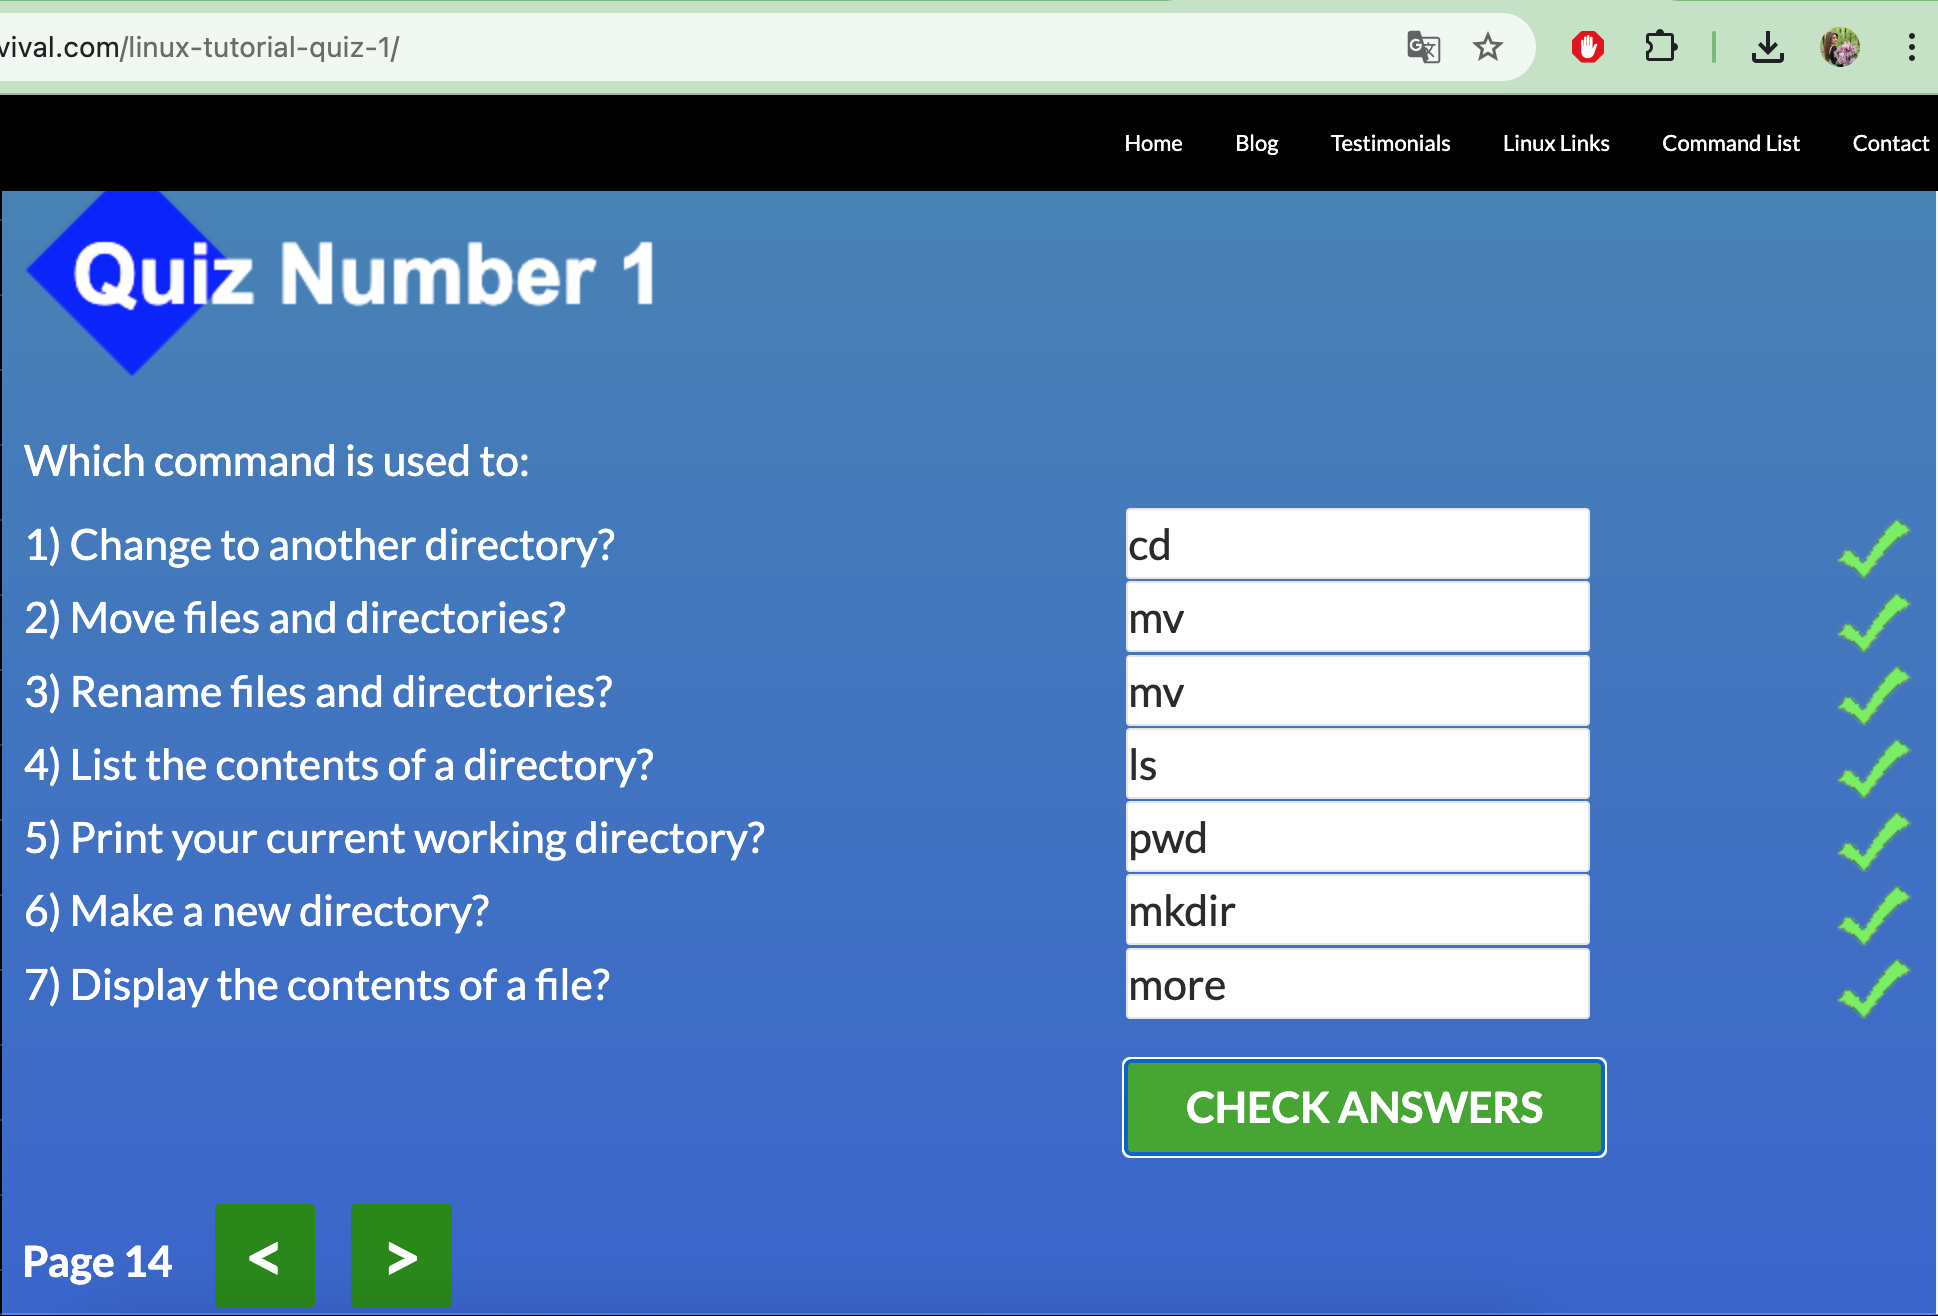 vival.com/linux-tutorial-quiz-1/
Home Blog Testimonials Linux Links Command List Contact
Quiz Number 1
Which command is used to:
1) Change to another directory? cd
2) Move files and directories? mv
3) Rename files and directories? mv
4) List the contents of a directory? ls
5) Print your current working directory? pwd
6) Make a new directory? mkdir
7) Display the contents of a file? more
CHECK ANSWERS
Page 14 < >